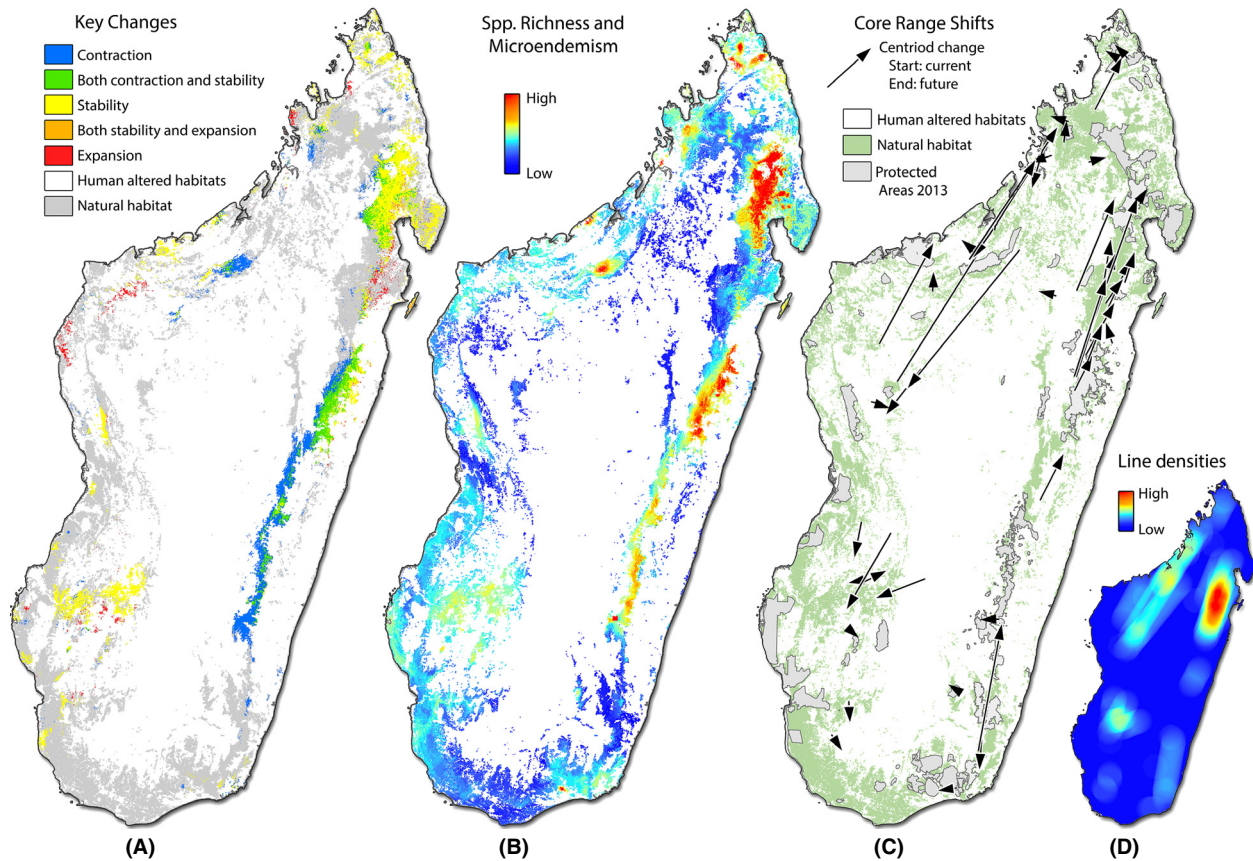 Key Changes
Contraction
Both contraction and stability
Stability
Both stability and expansion
Expansion
Human altered habitats
Natural habitat
Spp. Richness and
Microendemism
High
Low
Core Range Shifts
Centriod change
Start: current
End: future
Human altered habitats
Natural habitat
Protected
Areas 2013
Line densities
High
Low
(A)
(B)
(C)
(D)